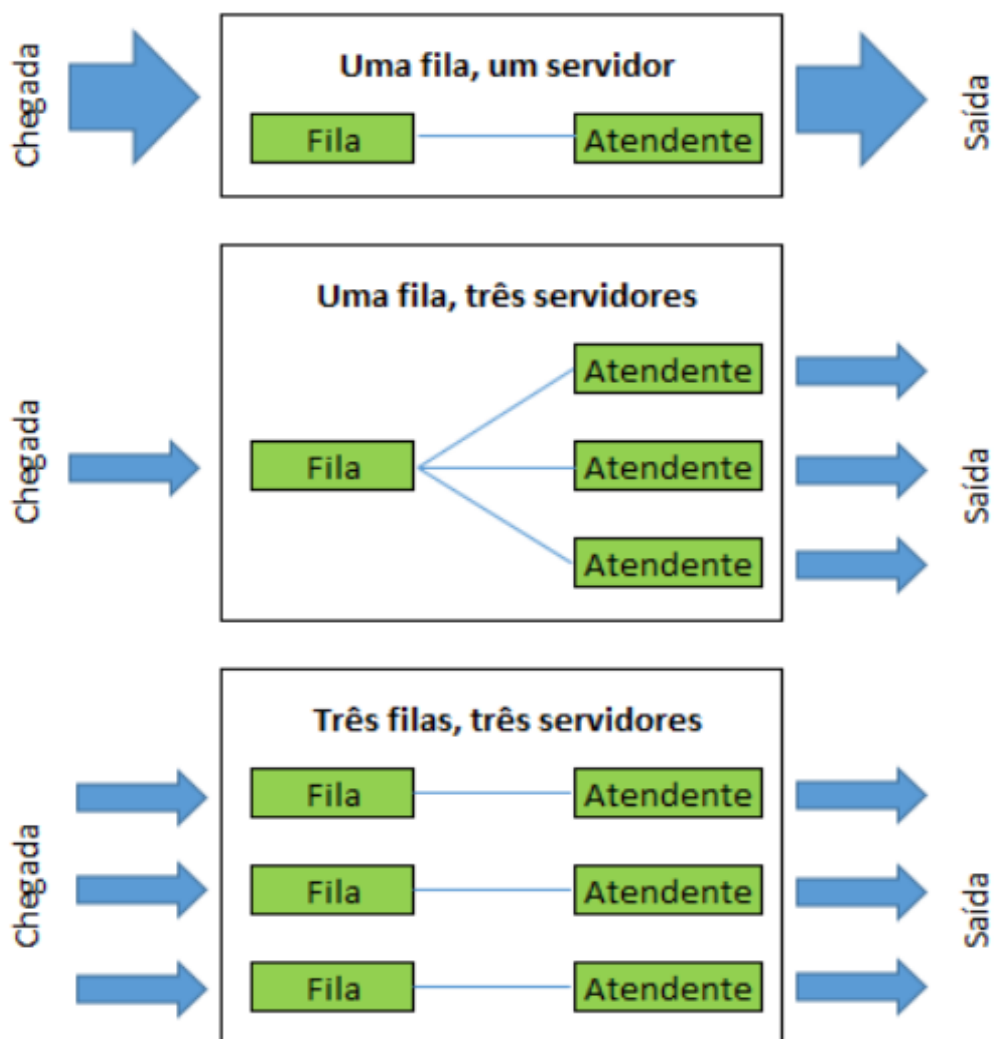 Chegada
Uma fila, um servidor
Fila
Atendente
Saída
Chegada
Uma fila, três servidores
Fila
Atendente
Atendente
Atendente
Saída
Chegada
Três filas, três servidores
Fila
Atendente
Fila
Atendente
Fila
Atendente
Saída